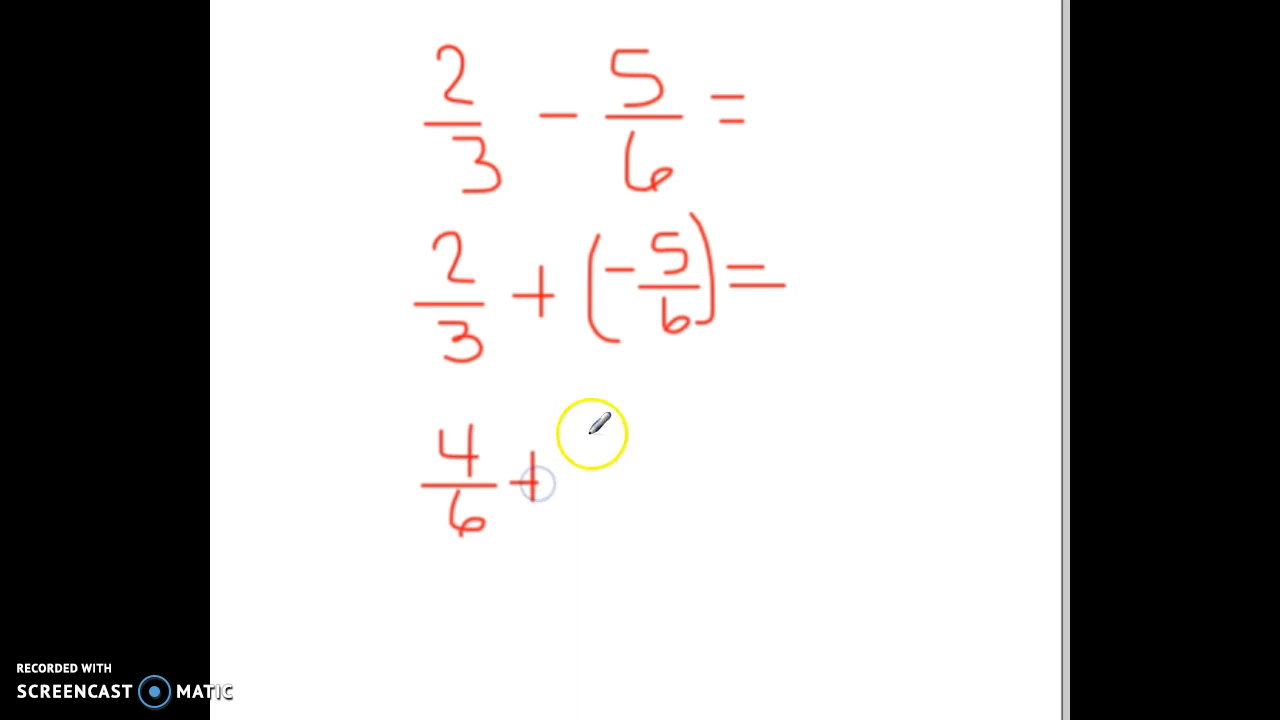 2/3 - 5/6 =
2/3 + (-5/6) =
4/6 +
RECORDED WITH
SCREENCAST MATIC